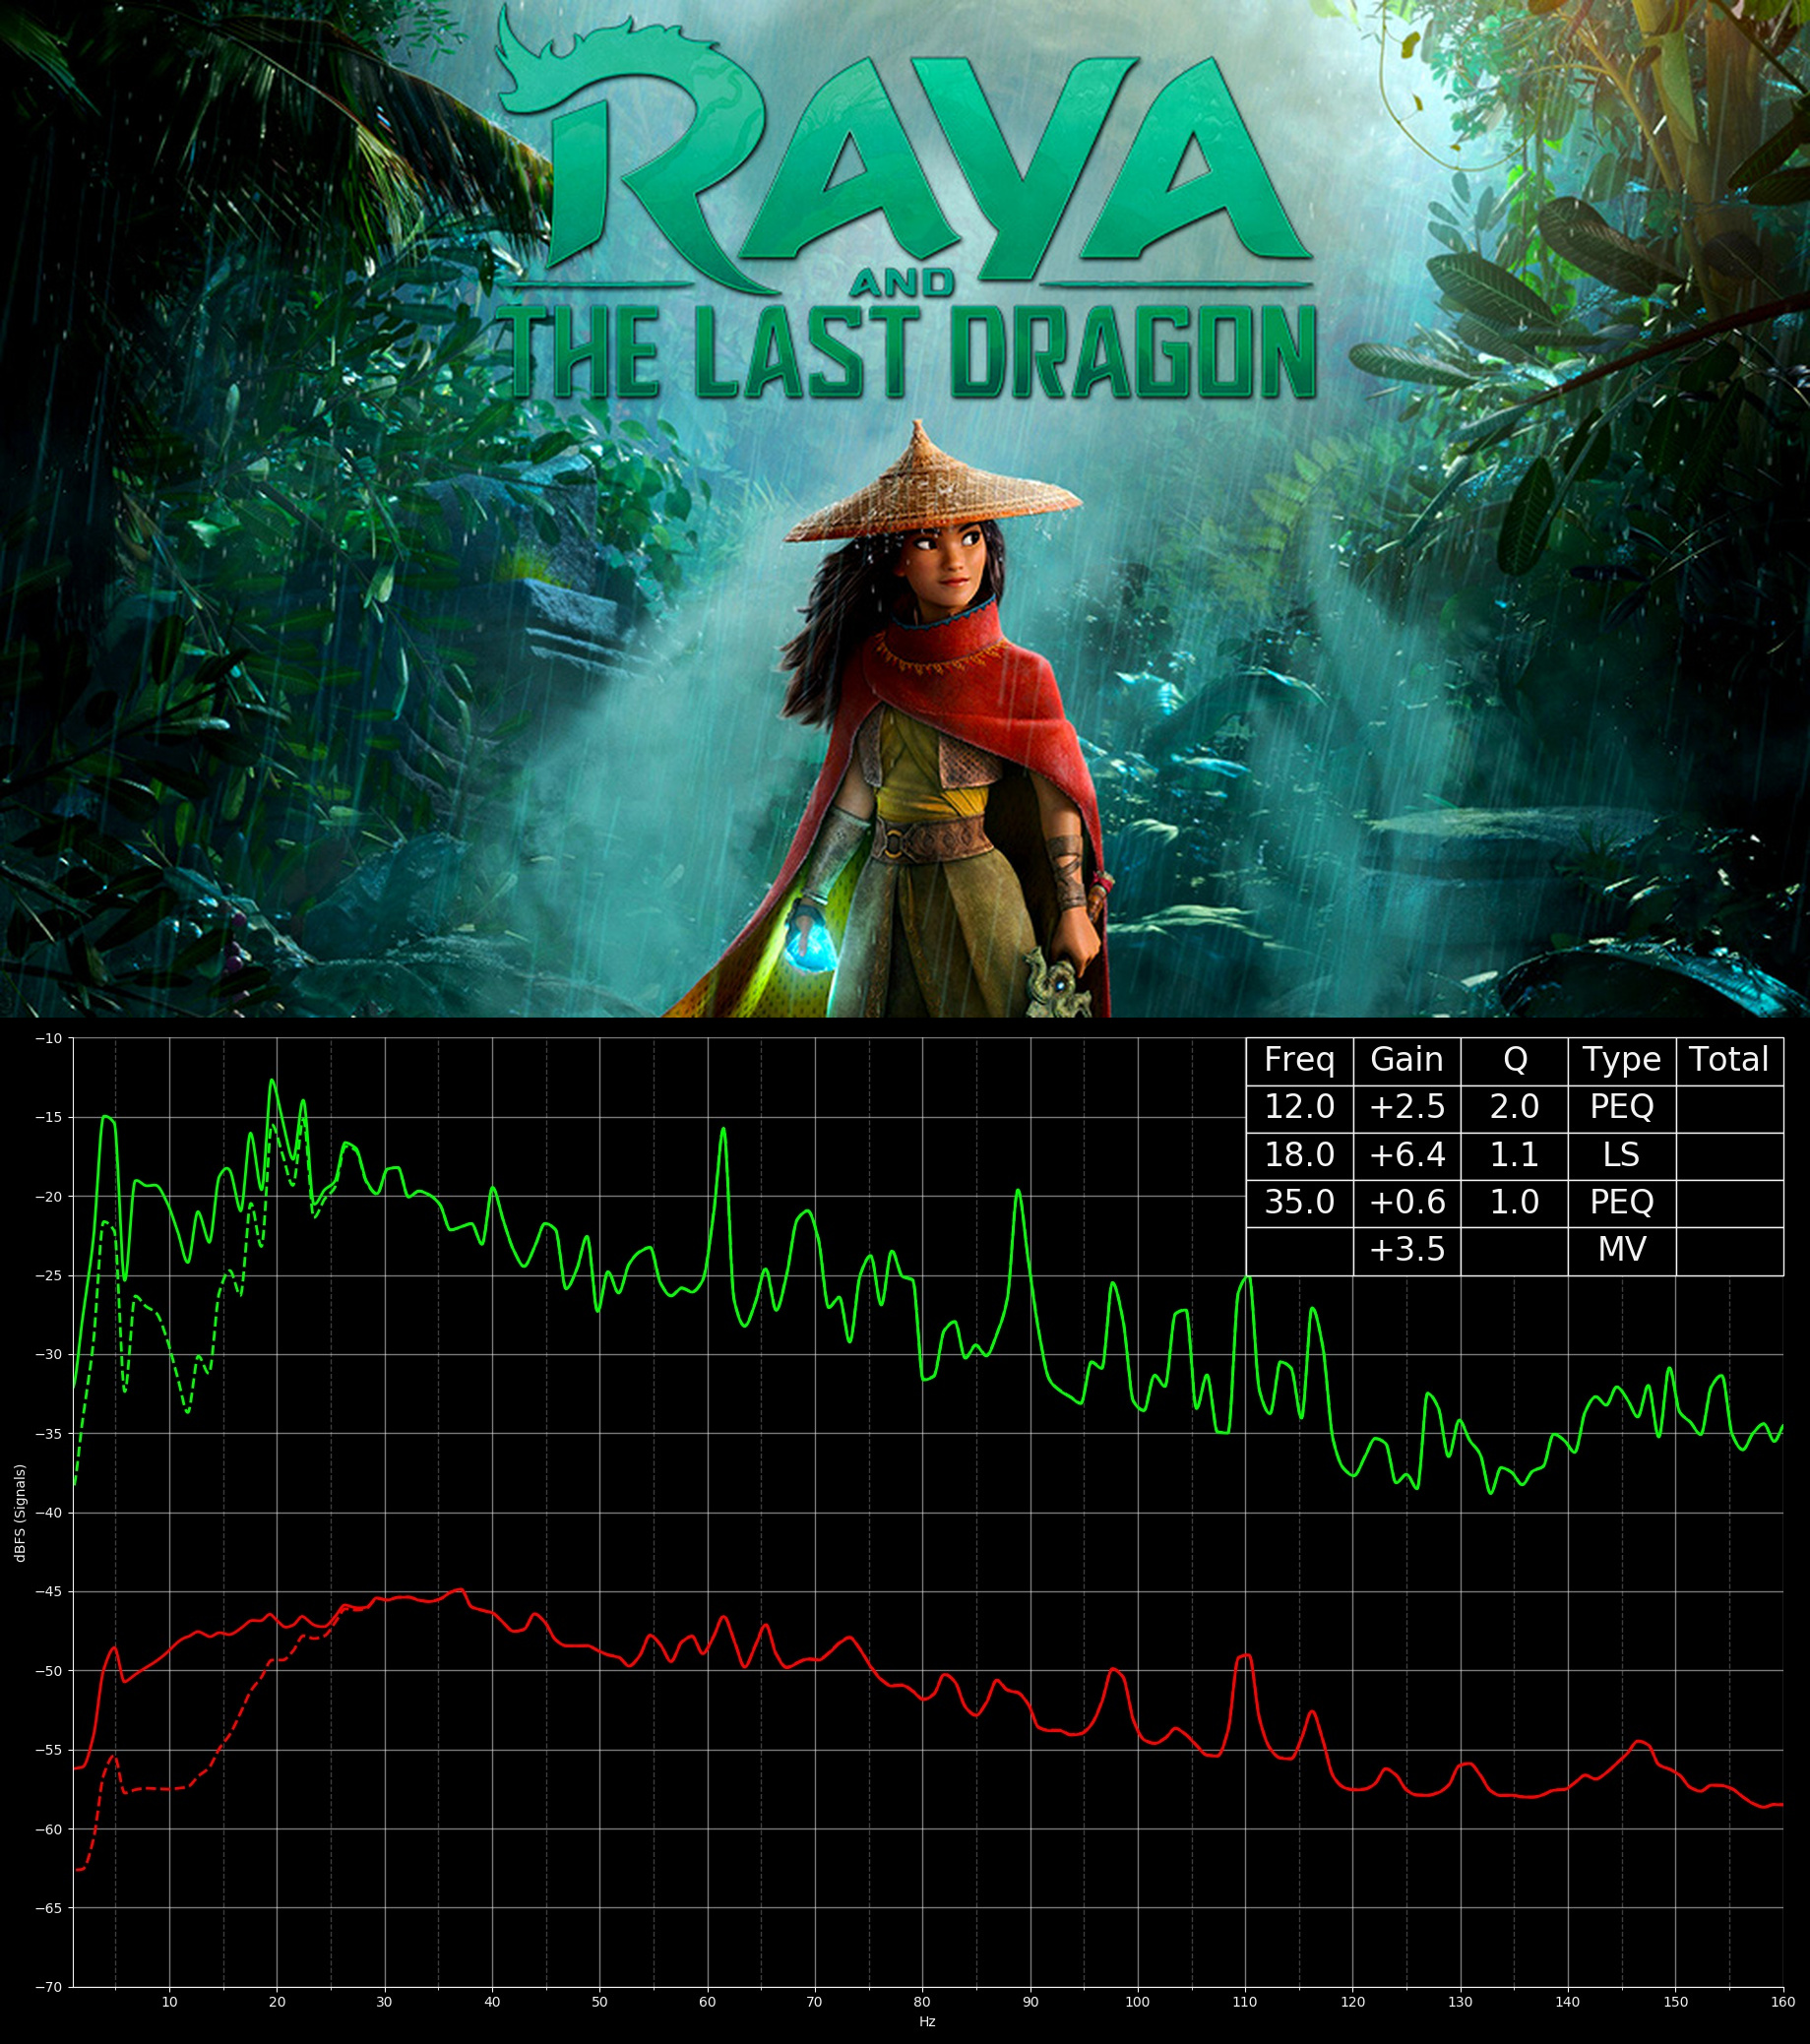 RAYA
AND
THE LAST DRAGON
Freq Gain Q Type Total
12.0 +2.5 2.0 PEQ
18.0 +6.4 1.1 LS
35.0 +0.6 1.0 PEQ
+3.5 MV
−10
−15
−20
−25
−30
−35
−40
−45
−50
−55
−60
−65
−70
dBFS (Signals)
10 20 30 40 50 60 70 80 90 100 110 120 130 140 150 160
Hz